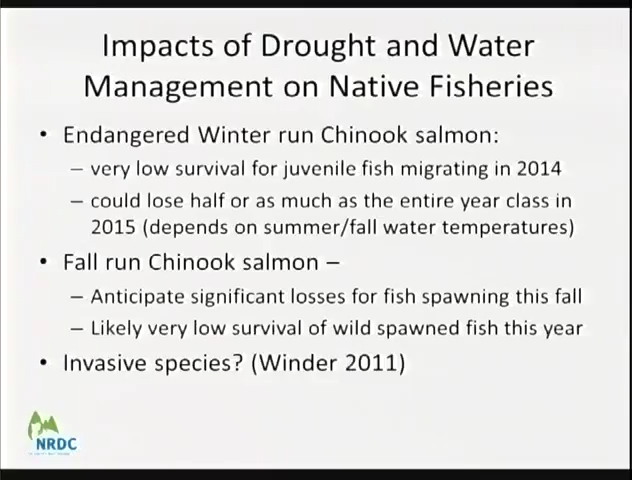 Impacts of Drought and Water
Management on Native Fisheries
• Endangered Winter run Chinook salmon:
– very low survival for juvenile fish migrating in 2014
– could lose half or as much as the entire year class in
2015 (depends on summer/fall water temperatures)
• Fall run Chinook salmon –
– Anticipate significant losses for fish spawning this fall
– Likely very low survival of wild spawned fish this year
• Invasive species? (Winder 2011)
NRDC